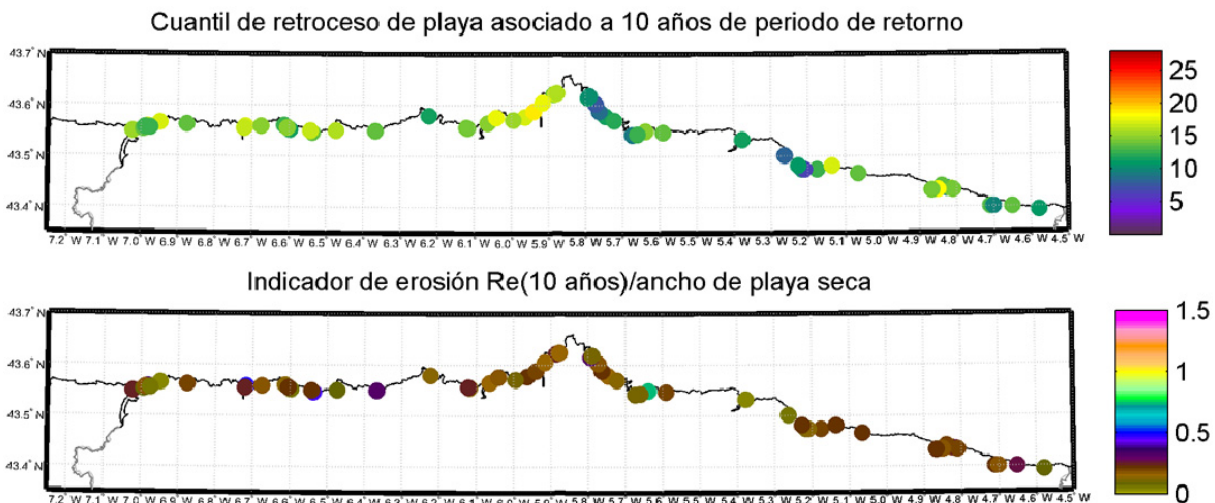 Cuantil de retroceso de playa asociado a 10 años de periodo de retorno
43.7° N
43.6° N
43.5° N
43.4° N
7.2° W 7.1° W 7.0° W 6.9° W 6.8° W 6.7° W 6.6° W 6.5° W 6.4° W 6.3° W 6.2° W 6.1° W 6.0° W 5.9° W 5.8° W 5.7° W 5.6° W 5.5° W 5.4° W 5.3° W 5.2° W 5.1° W 5.0° W 4.9° W 4.8° W 4.7° W 4.6° W 4.5° W
25
20
15
10
5
Indicador de erosión Re(10 años)/ancho de playa seca
43.7° N
43.6° N
43.5° N
43.4° N
7.2° W 7.1° W 7.0° W 6.9° W 6.8° W 6.7° W 6.6° W 6.5° W 6.4° W 6.3° W 6.2° W 6.1° W 6.0° W 5.9° W 5.8° W 5.7° W 5.6° W 5.5° W 5.4° W 5.3° W 5.2° W 5.1° W 5.0° W 4.9° W 4.8° W 4.7° W 4.6° W 4.5° W
1.5
1
0.5
0